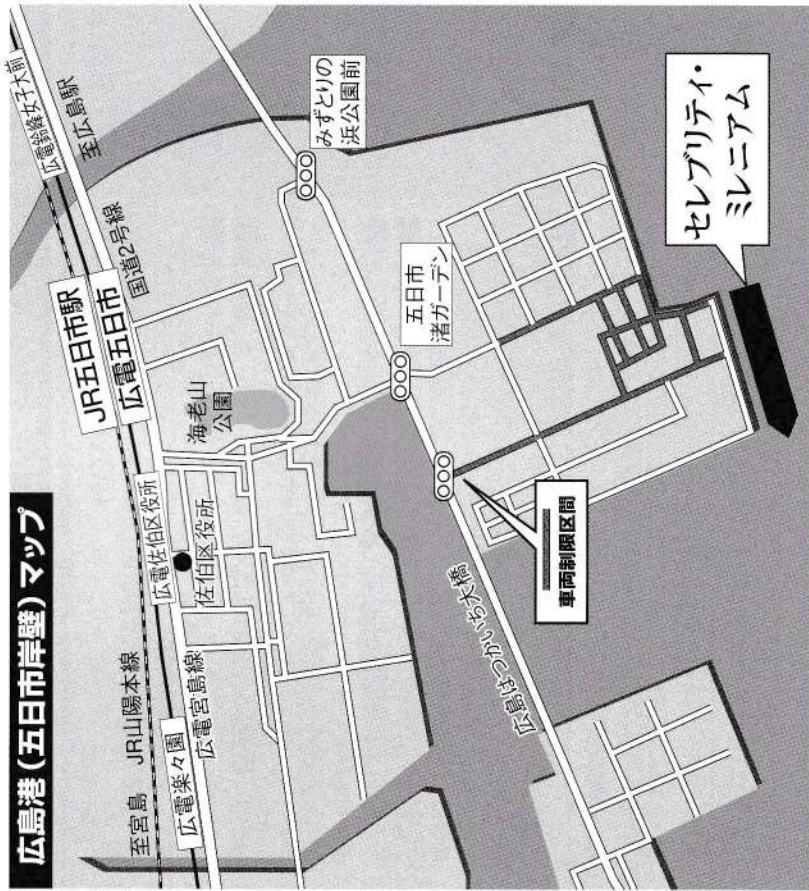 広島港（五日市岸壁）マップ
至宮島
JR山陽本線
広電楽々園
広電宮島線
広電佐伯区役所
佐伯区役所
JR五日市駅
広電五日市
国道2号線
広電鈴峰女子大前
至広島駅
海老山
公園
みずとりの
浜公園前
五日市
渚ガーデン
広島はつかいち大橋
車両制限区間
セレブリティ・
ミレニアム